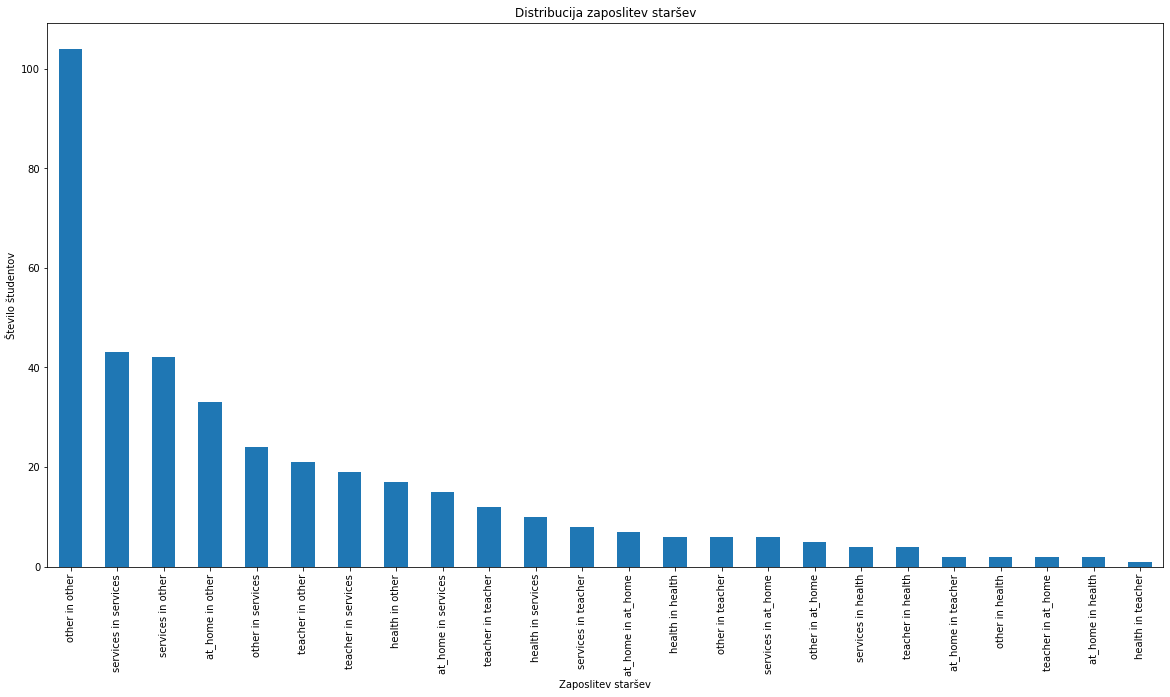 Distribucija zaposlitev staršev
Število študentov
100
80
60
40
20
0
other in other
services in services
services in other
at_home in other
other in services
teacher in other
teacher in services
health in other
at_home in services
teacher in teacher
health in services
services in teacher
at_home in at_home
health in health
other in teacher
services in at_home
other in at_home
services in health
teacher in health
at_home in teacher
other in health
teacher in at_home
at_home in health
health in teacher
Zaposlitev staršev